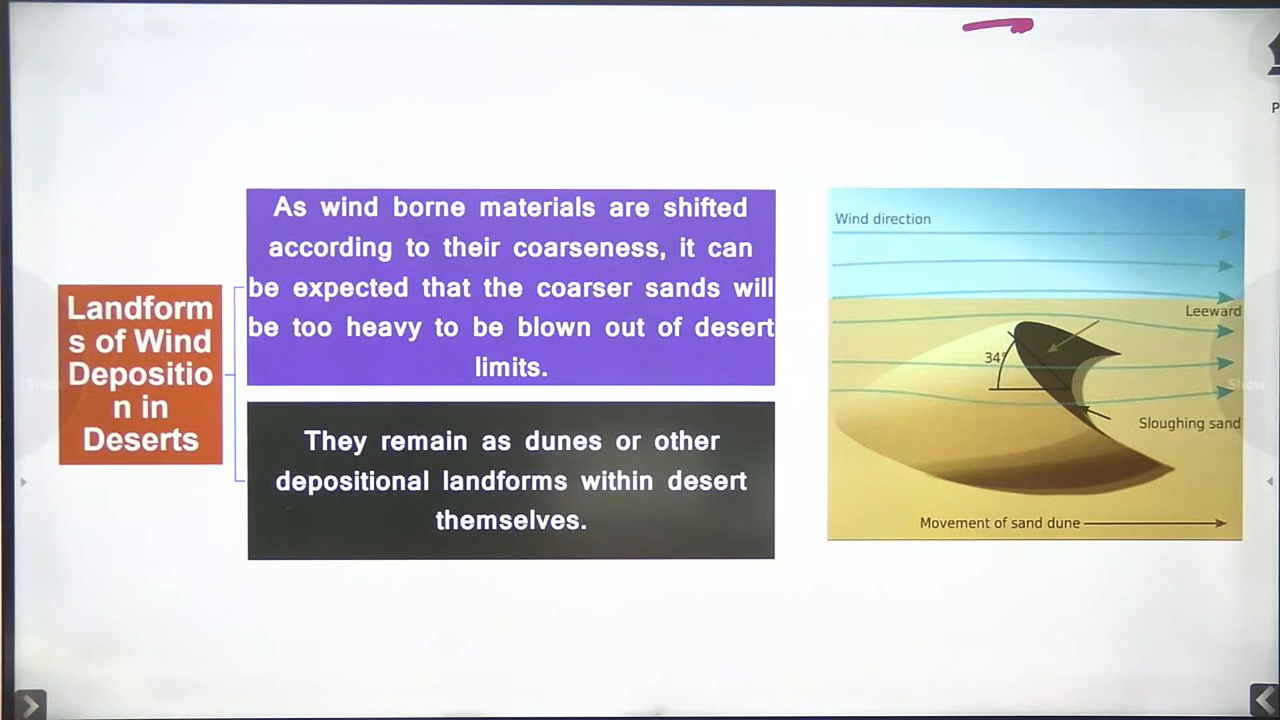 Landform
s of Wind
Depositio
n in
Deserts
As wind borne materials are shifted
according to their coarseness, it can
be expected that the coarser sands will
be too heavy to be blown out of desert
limits.
They remain as dunes or other
depositional landforms within desert
themselves.
Wind direction
Leeward
34°
Sloughing sand
Movement of sand dune
Show
Show
P